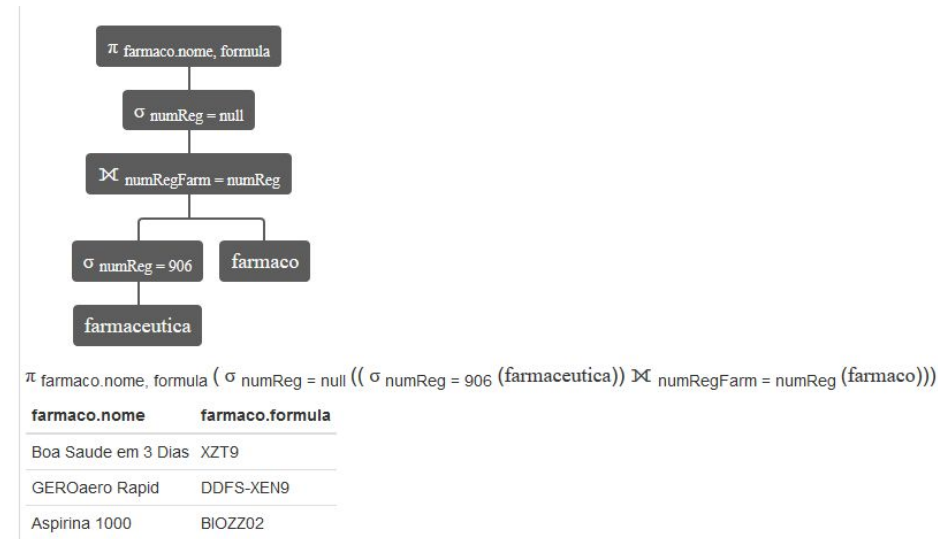 π farmaco.nome, formula
σ numReg = null
⟖ numRegFarm = numReg
σ numReg = 906
farmaco
farmaceutica
π farmaco.nome, formula ( σ numReg = null (( σ numReg = 906 (farmaceutica)) ⟖ numRegFarm = numReg (farmaco)))
farmaco.nome farmaco.formula
Boa Saude em 3 Dias XZT9
GEROaero Rapid DDFS-XEN9
Aspirina 1000 BIOZZ02